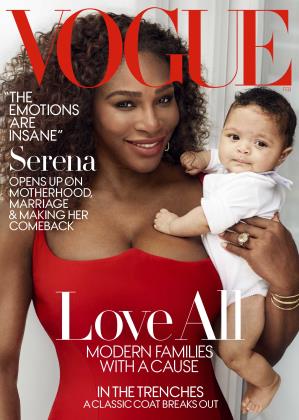 VOGUE
FEB
"THE
EMOTIONS
ARE
INSANE"
Serena
OPENS UP ON
MOTHERHOOD,
MARRIAGE
& MAKING HER
COMEBACK
Love All
MODERN FAMILIES
WITH A CAUSE
IN THE TRENCHES
A CLASSIC COAT BREAKS OUT